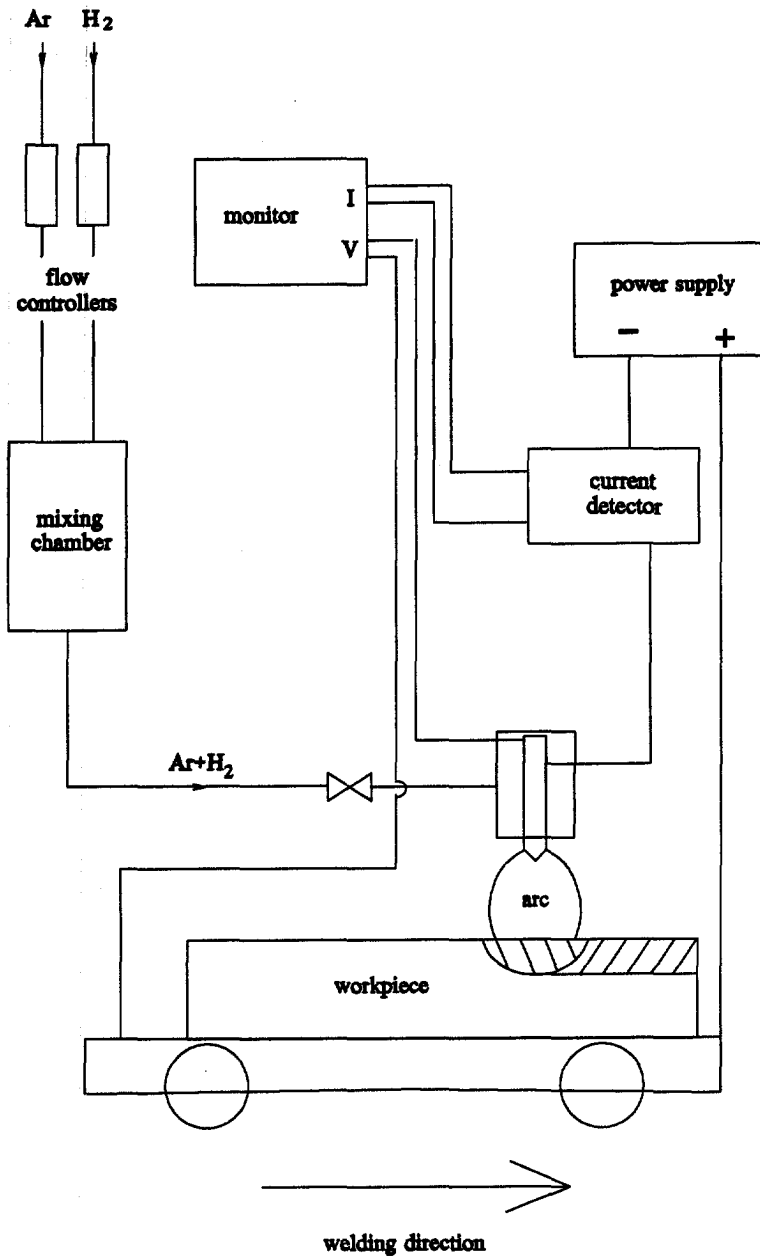 Ar H2
monitor
I
V
flow
controllers
power supply
- +
mixing
chamber
current
detector
Ar+H2
arc
workpiece
welding direction